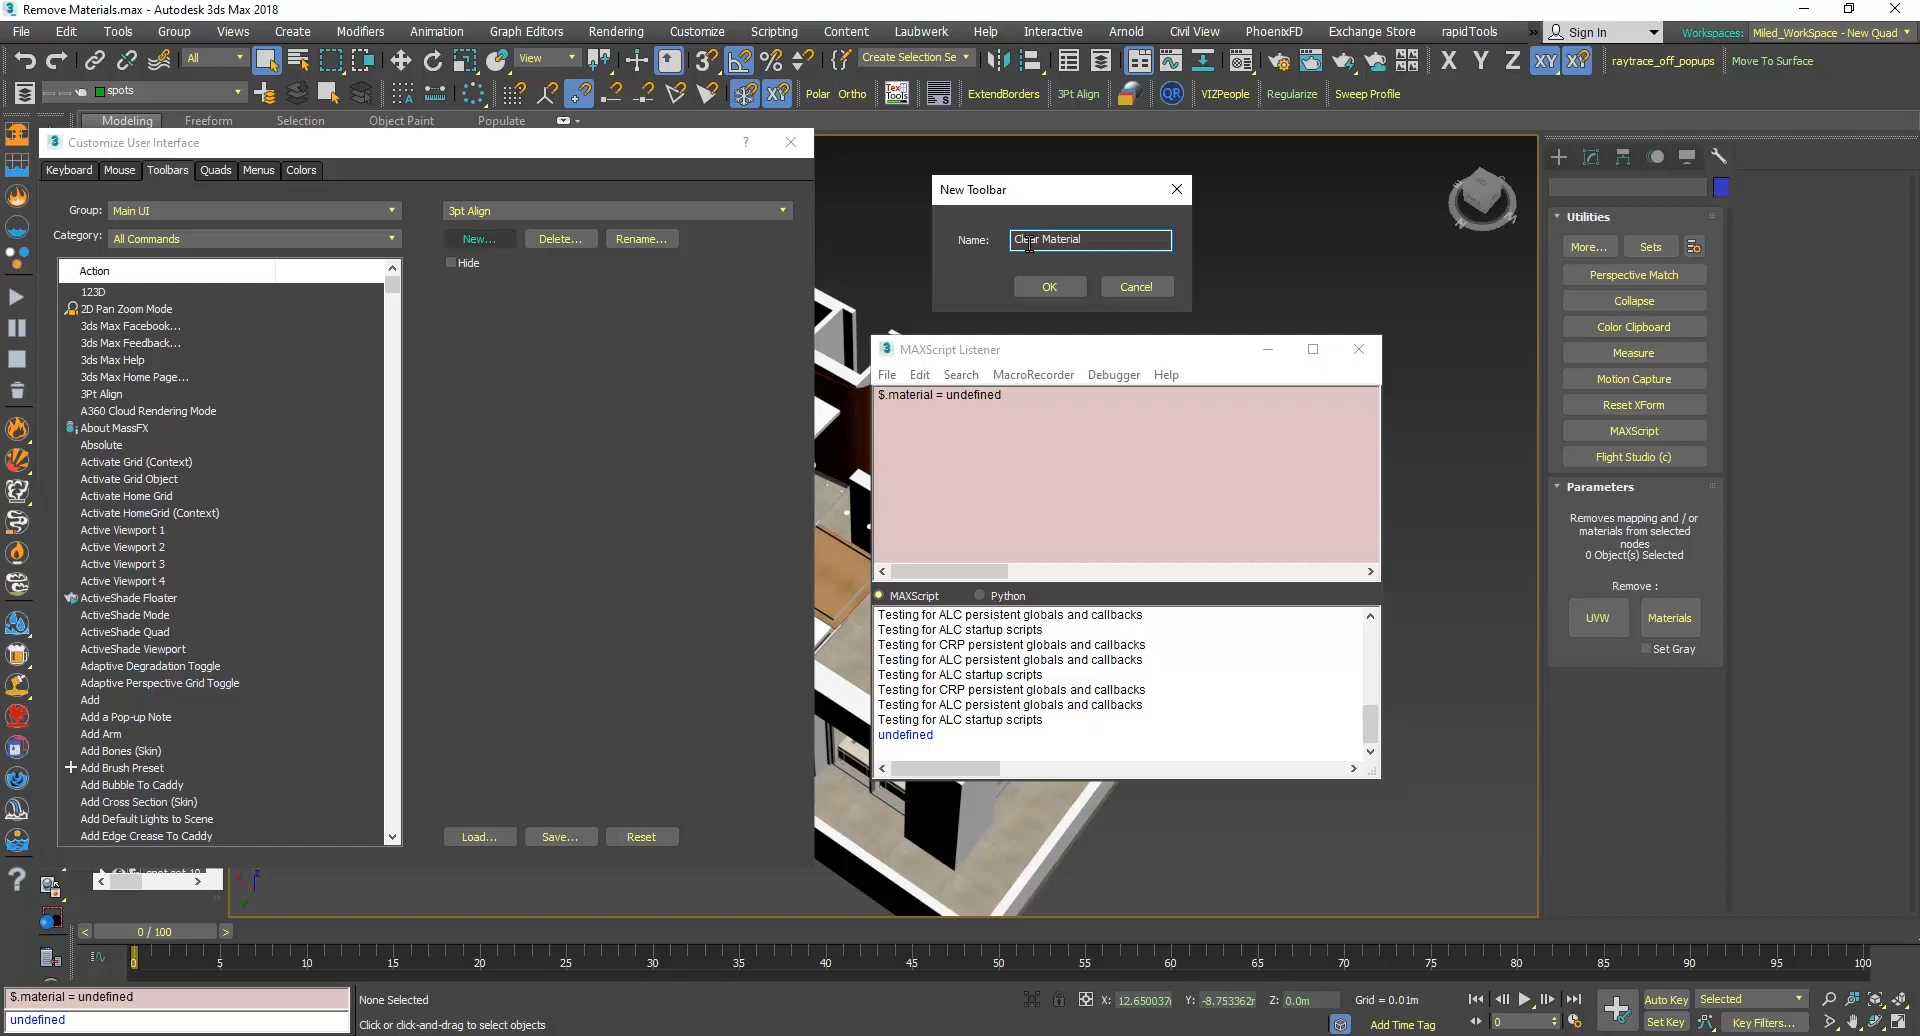 Remove Materials.max - Autodesk 3ds Max 2018
File Edit Tools Group Views Create Modifiers Animation Graph Editors Rendering Customize Scripting Content Laubwerk Help Interactive Arnold Civil View PhoenixFD Exchange Store rapidTools » Sign In Workspaces: Miled_WorkSpace - New Quad
All View Create Selection Se X Y Z XY XY raytrace_off_popups Move To Surface
spots XY Polar Ortho Tex Tools S ExtendBorders 3Pt Align QR VIZPeople Regularize Sweep Profile
Modeling Freeform Selection Object Paint Populate
3 Customize User Interface ?
Keyboard Mouse Toolbars Quads Menus Colors
Group: Main UI 3pt Align
Category: All Commands New... Delete... Rename...
Hide
Action
123D
2D Pan Zoom Mode
3ds Max Facebook...
3ds Max Feedback...
3ds Max Help
3ds Max Home Page...
3Pt Align
A360 Cloud Rendering Mode
About MassFX
Absolute
Activate Grid (Context)
Activate Grid Object
Activate Home Grid
Activate HomeGrid (Context)
Active Viewport 1
Active Viewport 2
Active Viewport 3
Active Viewport 4
ActiveShade Floater
ActiveShade Mode
ActiveShade Quad
ActiveShade Viewport
Adaptive Degradation Toggle
Adaptive Perspective Grid Toggle
Add
Add a Pop-up Note
Add Arm
Add Bones (Skin)
Add Brush Preset
Add Bubble To Caddy
Add Cross Section (Skin)
Add Default Lights to Scene
Add Edge Crease To Caddy
Load... Save... Reset
New Toolbar
Name: Clear Material
OK Cancel
3 MAXScript Listener
File Edit Search MacroRecorder Debugger Help
$.material = undefined
MAXScript Python
Testing for ALC persistent globals and callbacks
Testing for ALC startup scripts
Testing for CRP persistent globals and callbacks
Testing for ALC persistent globals and callbacks
Testing for ALC startup scripts
Testing for CRP persistent globals and callbacks
Testing for ALC persistent globals and callbacks
Testing for ALC startup scripts
undefined
Utilities
More... Sets
Perspective Match
Collapse
Color Clipboard
Measure
Motion Capture
Reset XForm
MAXScript
Flight Studio (c)
Parameters
Removes mapping and / or
materials from selected
nodes
0 Object(s) Selected
Remove :
UVW Materials
Set Gray
< 0 / 100 >
0 5 10 15 20 25 30 35 40 45 50 55 60 65 70 75 80 85 90 95 100
$.material = undefined
undefined
None Selected X: 12.650037 Y: -8.753362 Z: 0.0m Grid = 0.01m Auto Key Selected
Click or click-and-drag to select objects Add Time Tag 0 Set Key Key Filters...